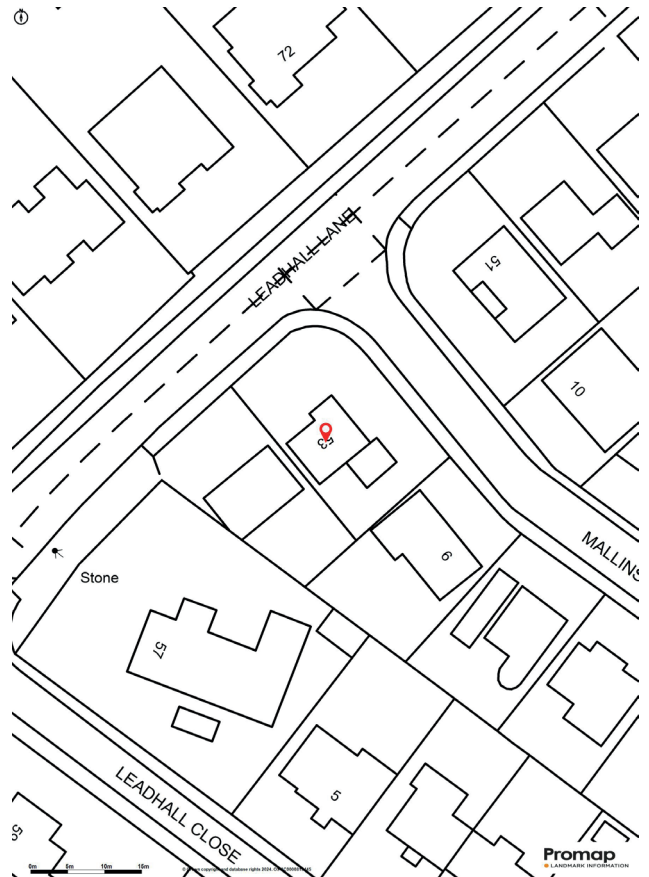 72
LEADHALL LANE
51
10
53
6
MALLINS
Stone
57
5
LEADHALL CLOSE
59
0m 5m 10m 15m
Promap
LANDMARK INFORMATION